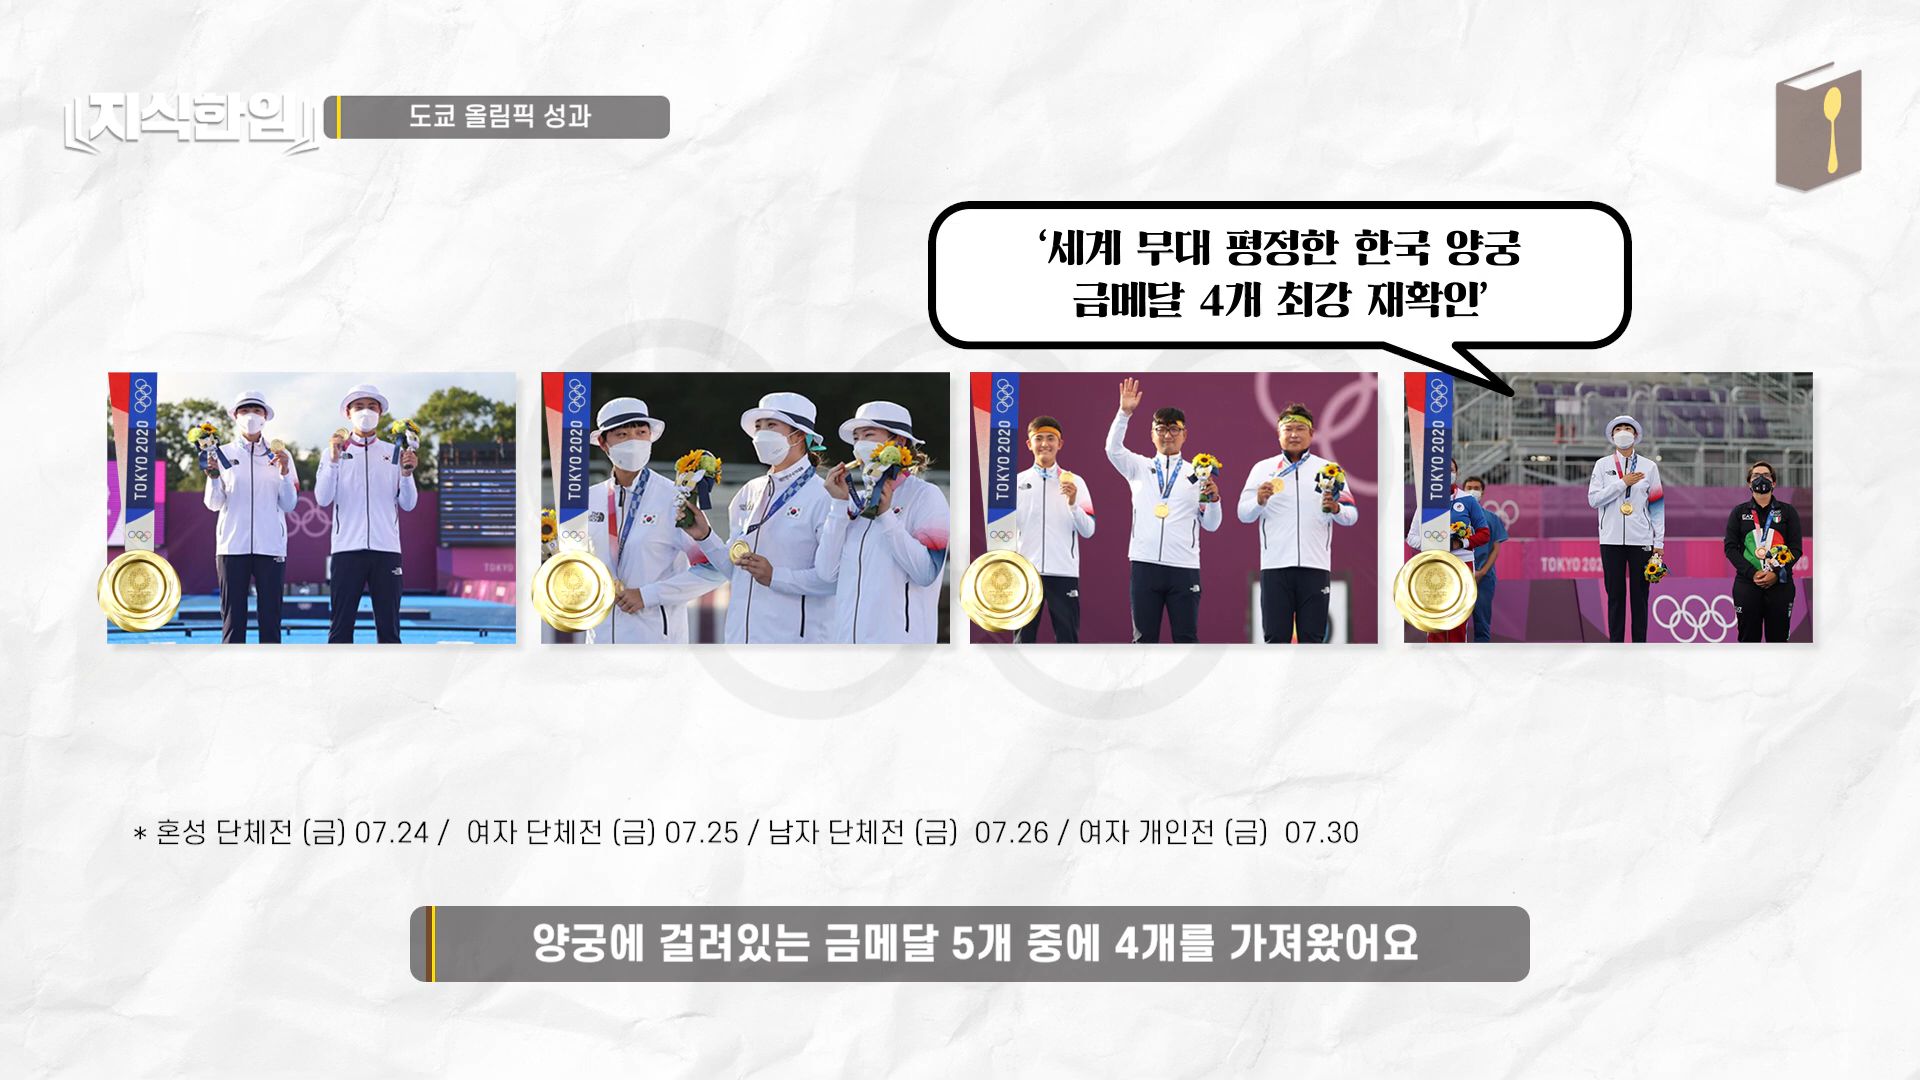 지식한입
도쿄 올림픽 성과
‘세계 무대 평정한 한국 양궁
금메달 4개 최강 재확인’
TOKYO 2020
TOKYO 2020
TOKYO 2020
TOKYO 2020
TOKYO 202
* 혼성 단체전 (금) 07.24 / 여자 단체전 (금) 07.25 / 남자 단체전 (금) 07.26 / 여자 개인전 (금) 07.30
양궁에 걸려있는 금메달 5개 중에 4개를 가져왔어요